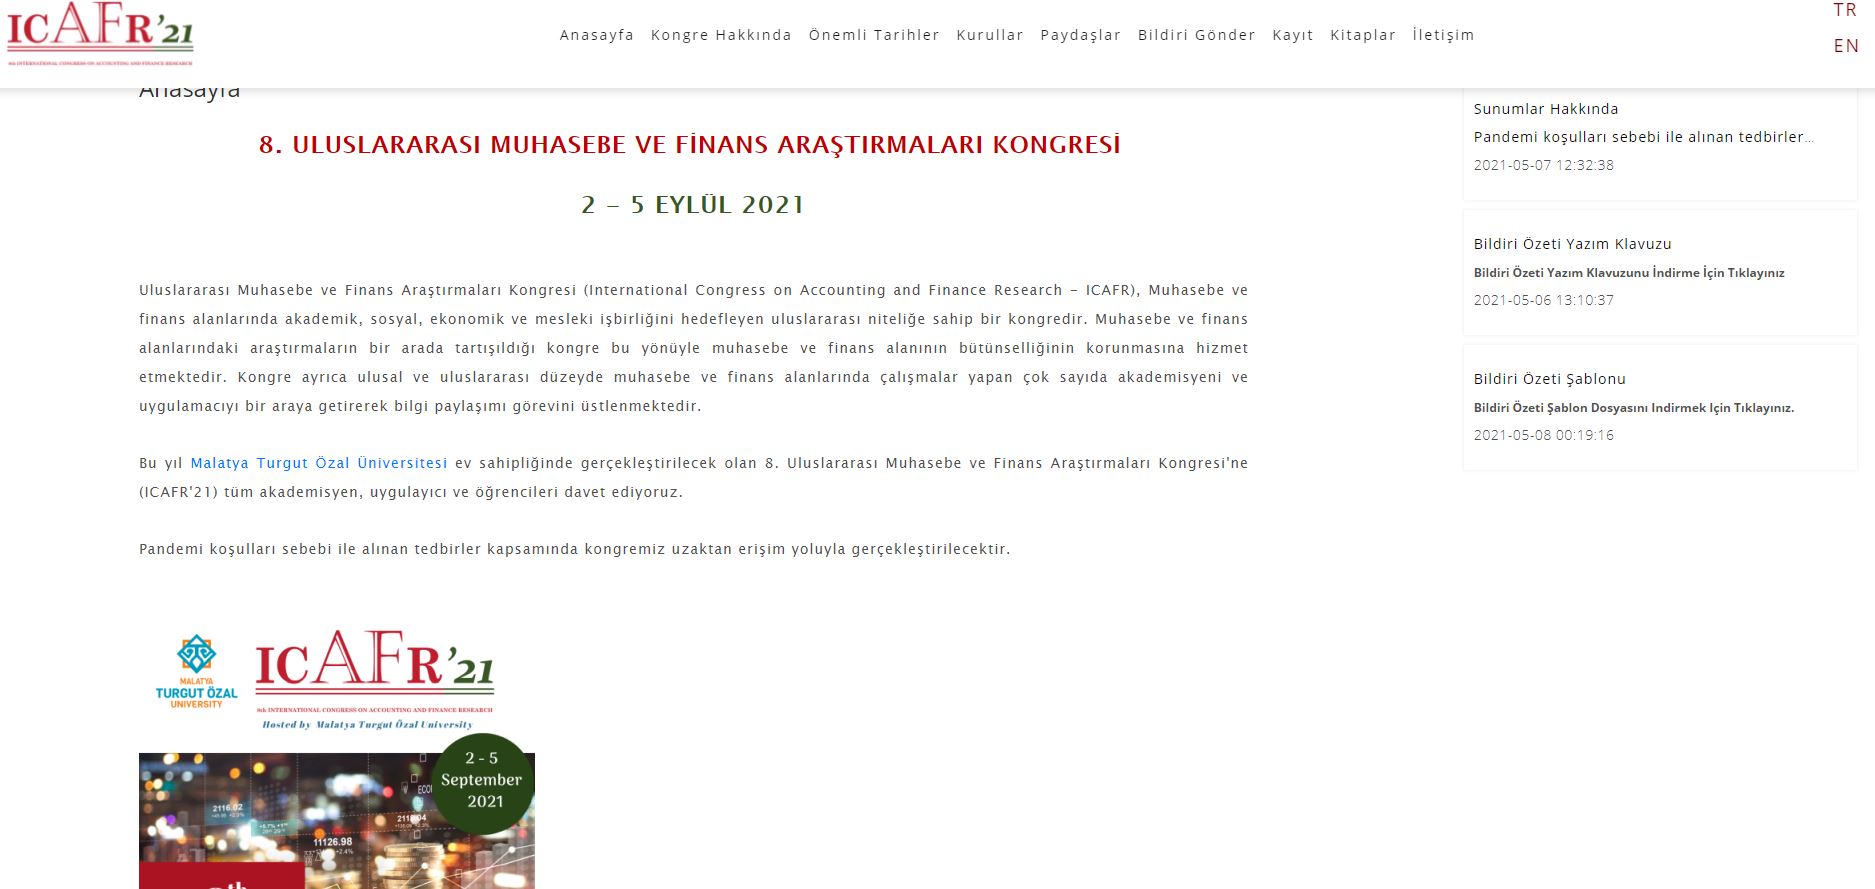 ICAFR'21
8th INTERNATIONAL CONGRESS ON ACCOUNTING AND FINANCE RESEARCH
Anasayfa Kongre Hakkında Önemli Tarihler Kurullar Paydaşlar Bildiri Gönder Kayıt Kitaplar İletişim
TR
EN
Anasayfa
8. ULUSLARARASI MUHASEBE VE FİNANS ARAŞTIRMALARI KONGRESİ
2 – 5 EYLÜL 2021
Uluslararası Muhasebe ve Finans Araştırmaları Kongresi (International Congress on Accounting and Finance Research – ICAFR), Muhasebe ve
finans alanlarında akademik, sosyal, ekonomik ve mesleki işbirliğini hedefleyen uluslararası niteliğe sahip bir kongredir. Muhasebe ve finans
alanlarındaki araştırmaların bir arada tartışıldığı kongre bu yönüyle muhasebe ve finans alanının bütünselliğinin korunmasına hizmet
etmektedir. Kongre ayrıca ulusal ve uluslararası düzeyde muhasebe ve finans alanlarında çalışmalar yapan çok sayıda akademisyeni ve
uygulamacıyı bir araya getirerek bilgi paylaşımı görevini üstlenmektedir.
Bu yıl Malatya Turgut Özal Üniversitesi ev sahipliğinde gerçekleştirilecek olan 8. Uluslararası Muhasebe ve Finans Araştırmaları Kongresi'ne
(ICAFR'21) tüm akademisyen, uygulayıcı ve öğrencileri davet ediyoruz.
Pandemi koşulları sebebi ile alınan tedbirler kapsamında kongremiz uzaktan erişim yoluyla gerçekleştirilecektir.
MALATYA
TURGUT ÖZAL
UNIVERSITY
ICAFR'21
8th INTERNATIONAL CONGRESS ON ACCOUNTING AND FINANCE RESEARCH
Hosted by Malatya Turgut Özal University
2 - 5
September
2021
2116.02
11126.98
+2.4%
Sunumlar Hakkında
Pandemi koşulları sebebi ile alınan tedbirler...
2021-05-07 12:32:38
Bildiri Özeti Yazım Klavuzu
Bildiri Özeti Yazım Klavuzunu İndirme İçin Tıklayınız
2021-05-06 13:10:37
Bildiri Özeti Şablonu
Bildiri Özeti Şablon Dosyasını Indirmek Için Tıklayınız.
2021-05-08 00:19:16